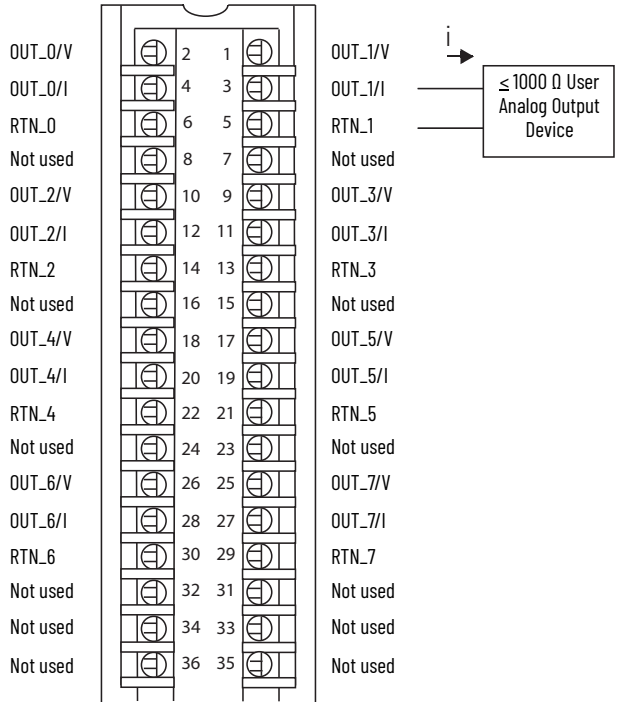 i
OUT_0/V 2 1 OUT_1/V
OUT_0/I 4 3 OUT_1/I
RTN_0 6 5 RTN_1
Not used 8 7 Not used
OUT_2/V 10 9 OUT_3/V
OUT_2/I 12 11 OUT_3/I
RTN_2 14 13 RTN_3
Not used 16 15 Not used
OUT_4/V 18 17 OUT_5/V
OUT_4/I 20 19 OUT_5/I
RTN_4 22 21 RTN_5
Not used 24 23 Not used
OUT_6/V 26 25 OUT_7/V
OUT_6/I 28 27 OUT_7/I
RTN_6 30 29 RTN_7
Not used 32 31 Not used
Not used 34 33 Not used
Not used 36 35 Not used
≤ 1000 Ω User
Analog Output
Device